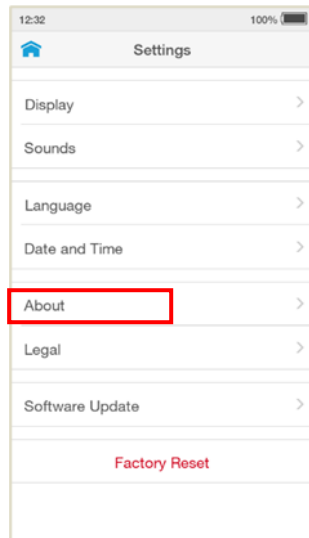 12:32 100%
Settings
Display
Sounds
Language
Date and Time
About
Legal
Software Update
Factory Reset